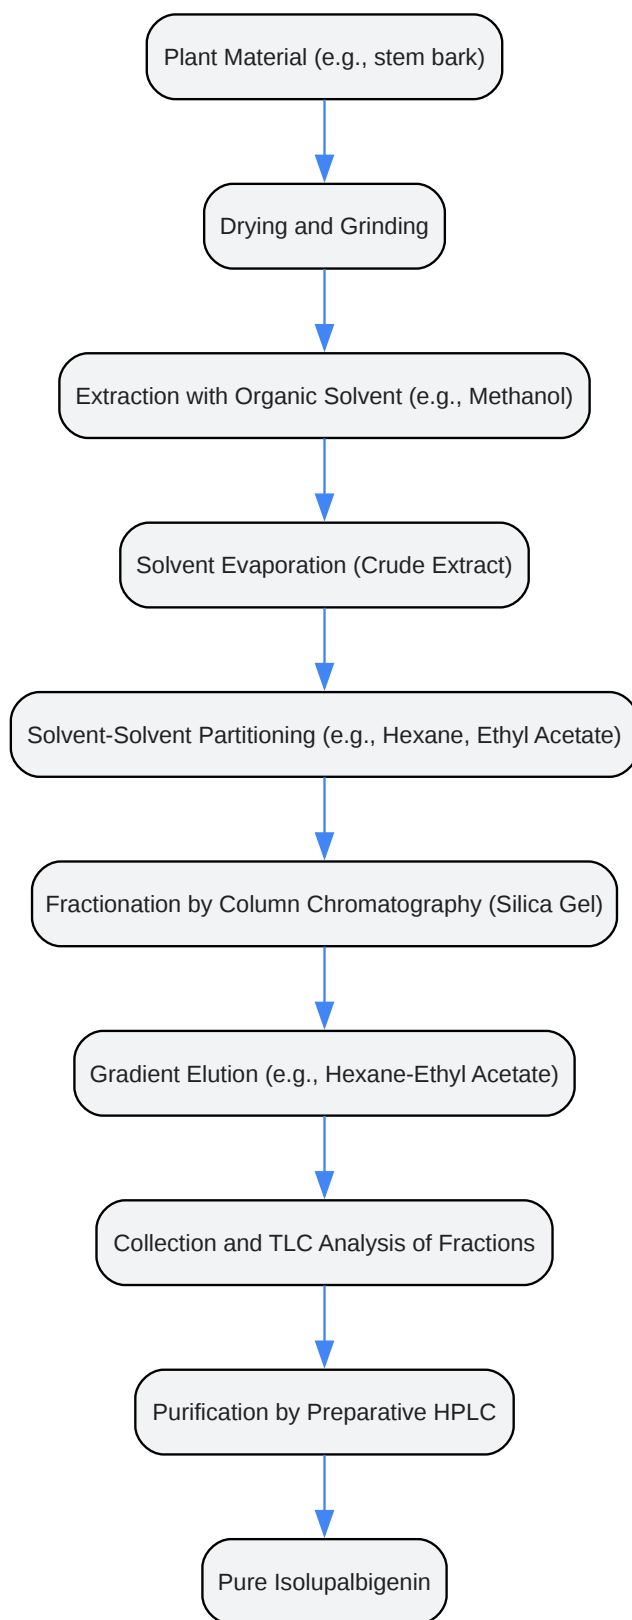 Plant Material (e.g., stem bark)
Drying and Grinding
Extraction with Organic Solvent (e.g., Methanol)
Solvent Evaporation (Crude Extract)
Solvent-Solvent Partitioning (e.g., Hexane, Ethyl Acetate)
Fractionation by Column Chromatography (Silica Gel)
Gradient Elution (e.g., Hexane-Ethyl Acetate)
Collection and TLC Analysis of Fractions
Purification by Preparative HPLC
Pure Isolupalbigenin